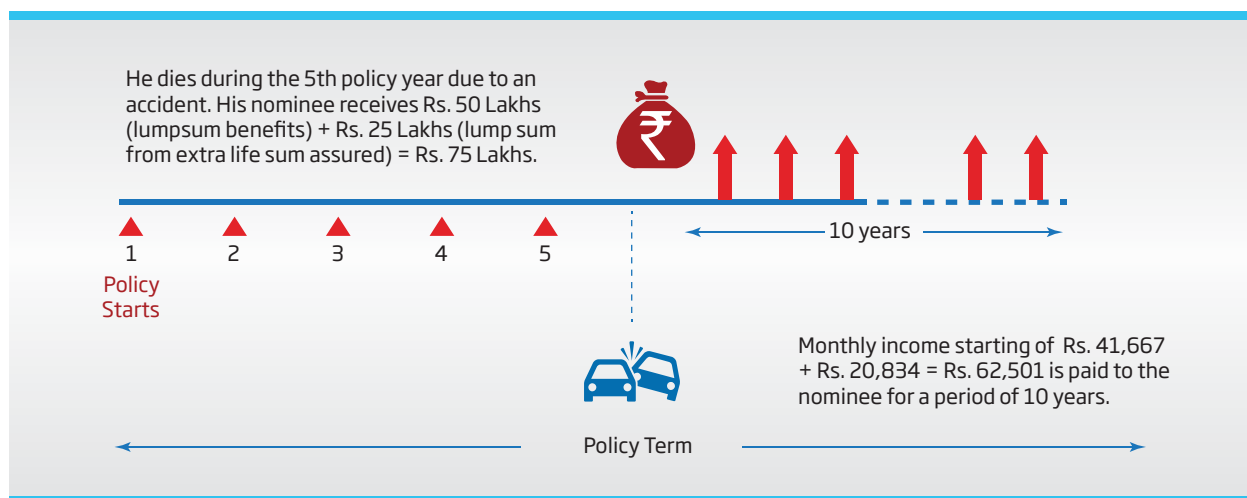 He dies during the 5th policy year due to an
accident. His nominee receives Rs. 50 Lakhs
(lumpsum benefits) + Rs. 25 Lakhs (lump sum
from extra life sum assured) = Rs. 75 Lakhs.
₹
1 2 3 4 5
Policy
Starts
10 years
Monthly income starting of Rs. 41,667
+ Rs. 20,834 = Rs. 62,501 is paid to the
nominee for a period of 10 years.
Policy Term